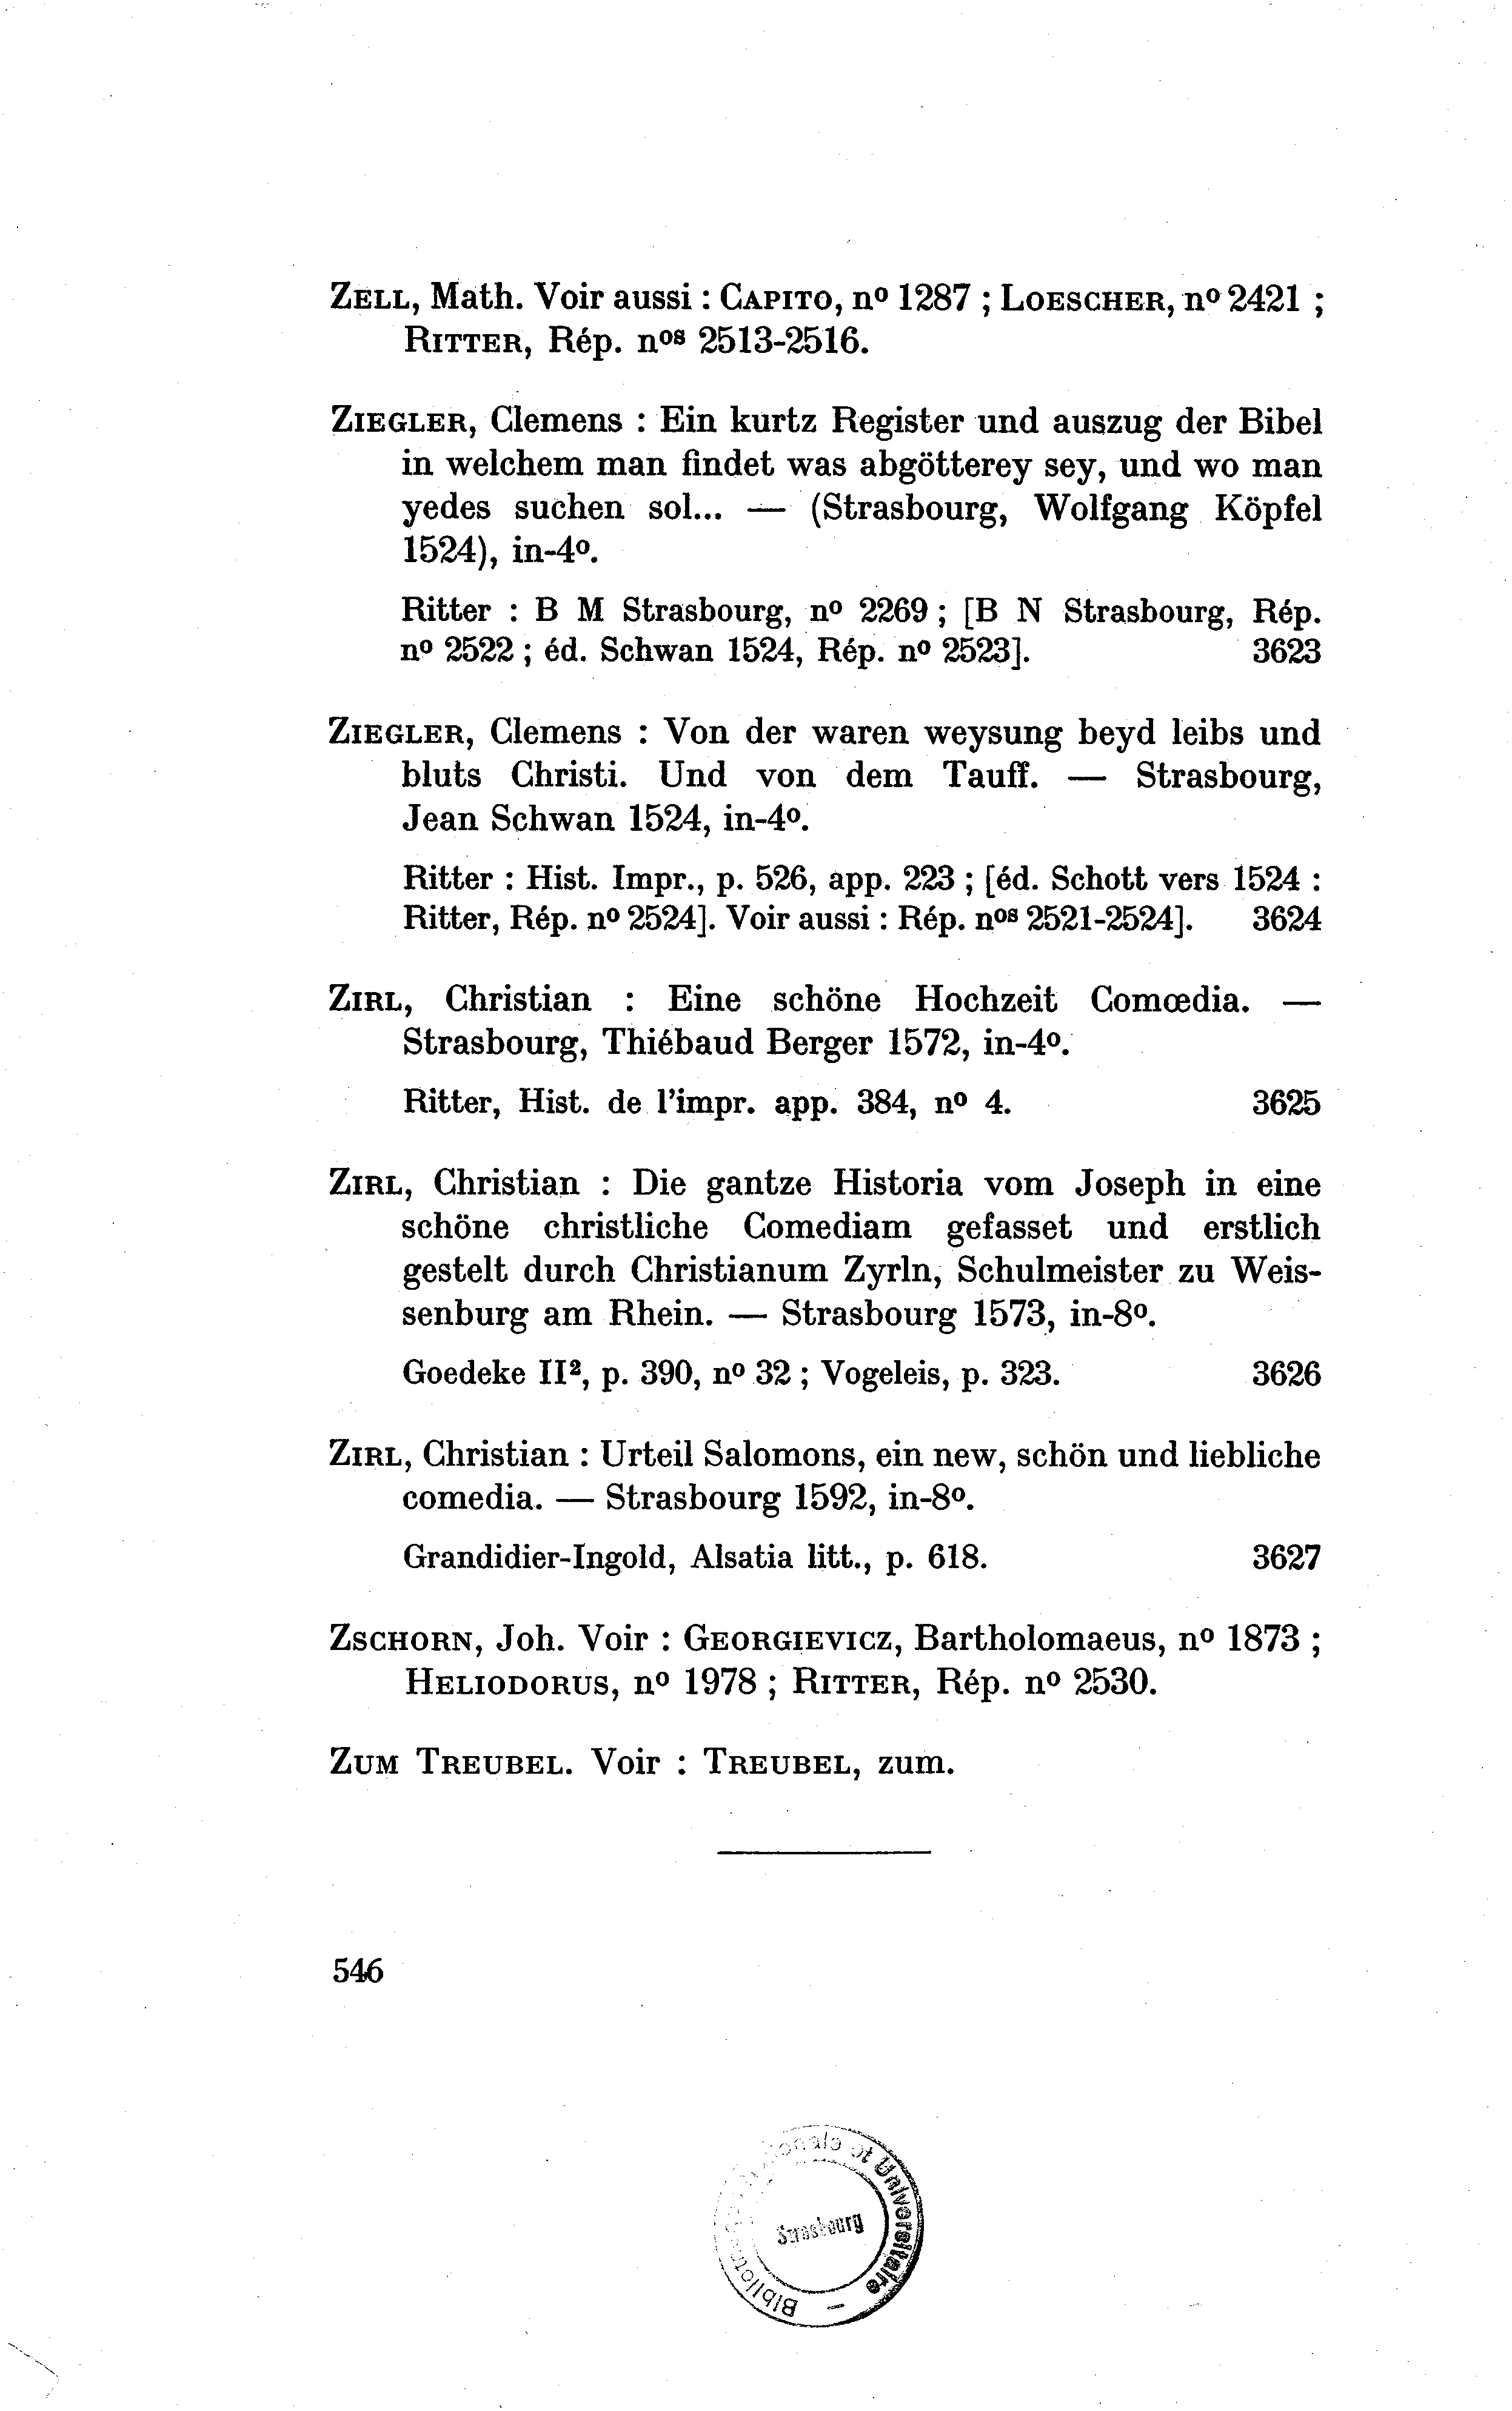 ZELL, Math. Voir aussi : CAPITO, nº 1287 ; LOESCHER, nº 2421 ;
RITTER, Rép. nos 2513-2516.
ZIEGLER, Clemens : Ein kurtz Register und auszug der Bibel
in welchem man findet was abgötterey sey, und wo man
yedes suchen sol... — (Strasbourg, Wolfgang Köpfel
1524), in-4º.
Ritter : B M Strasbourg, nº 2269 ; [B N Strasbourg, Rép.
nº 2522 ; éd. Schwan 1524, Rép. nº 2523]. 3623
ZIEGLER, Clemens : Von der waren weysung beyd leibs und
bluts Christi. Und von dem Tauff. — Strasbourg,
Jean Schwan 1524, in-4º.
Ritter : Hist. Impr., p. 526, app. 223 ; [éd. Schott vers 1524 :
Ritter, Rép. nº 2524]. Voir aussi : Rép. nos 2521-2524]. 3624
ZIRL, Christian : Eine schöne Hochzeit Comœdia. —
Strasbourg, Thiébaud Berger 1572, in-4º.
Ritter, Hist. de l'impr. app. 384, nº 4. 3625
ZIRL, Christian : Die gantze Historia vom Joseph in eine
schöne christliche Comediam gefasset und erstlich
gestelt durch Christianum Zyrln, Schulmeister zu Weis-
senburg am Rhein. — Strasbourg 1573, in-8º.
Goedeke II², p. 390, nº 32 ; Vogeleis, p. 323. 3626
ZIRL, Christian : Urteil Salomons, ein new, schön und liebliche
comedia. — Strasbourg 1592, in-8º.
Grandidier-Ingold, Alsatia litt., p. 618. 3627
ZSCHORN, Joh. Voir : GEORGIEVICZ, Bartholomaeus, nº 1873 ;
HELIODORUS, nº 1978 ; RITTER, Rép. nº 2530.
ZUM TREUBEL. Voir : TREUBEL, zum.
546
et Universitaire —
Strasbourg